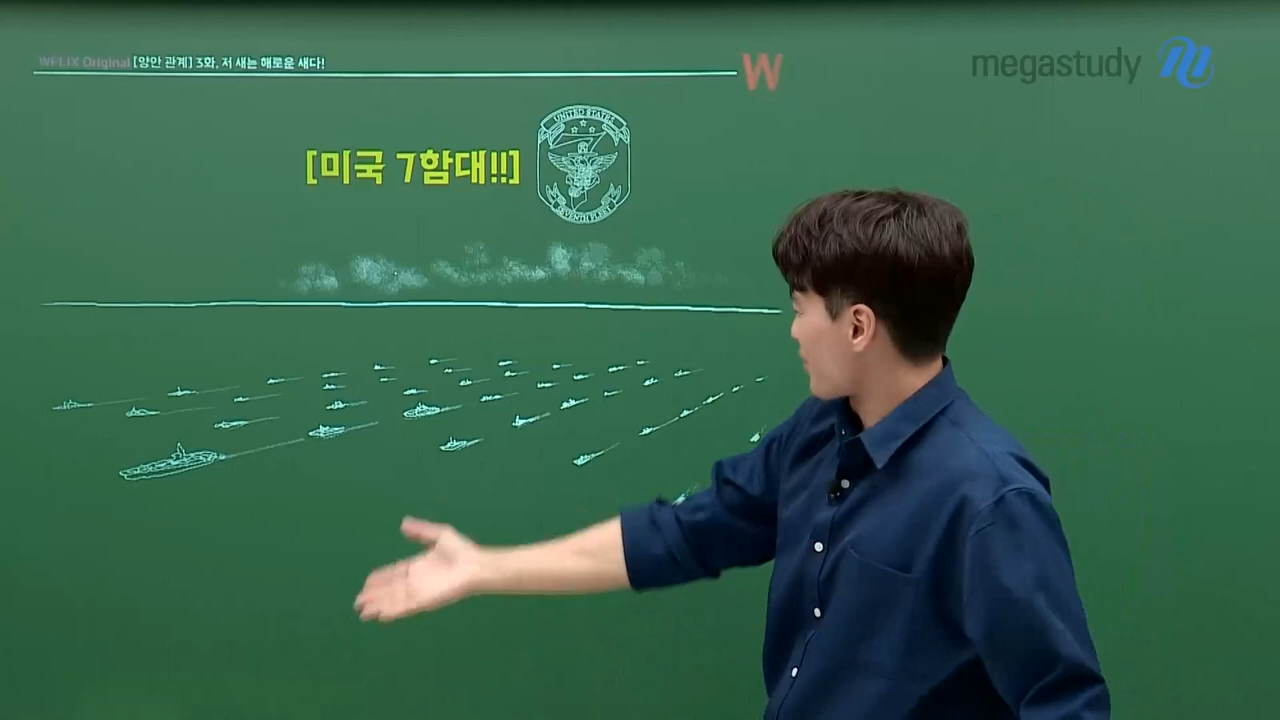 WFLIX Original [양안 관계] 3화, 저 새는 해로운 새다!
W
megastudy
[미국 7함대!!]
UNITED STATES
7
SEVENTH FLEET